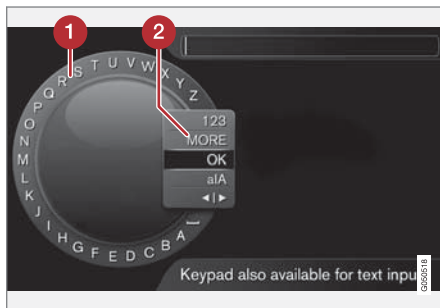 1
2
A B C D E F G H I J K L M N O P Q R S T U V W X Y Z
123
MORE
OK
a|A
Keypad also available for text inpu
G050518